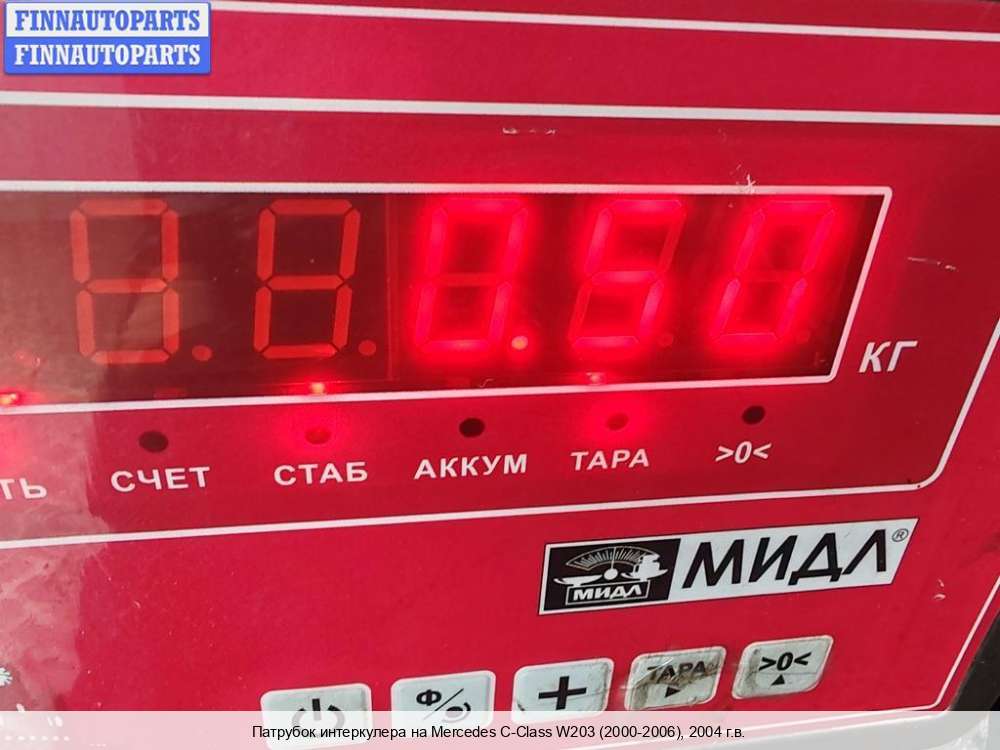 FINNAUTOPARTS
FINNAUTOPARTS
0.50
КГ
СЧЕТ СТАБ АККУМ ТАРА >0<
МИДЛ МИДЛ®
Ф/ + ТАРА >0<
Патрубок интеркулера на Mercedes C-Class W203 (2000-2006), 2004 г.в.